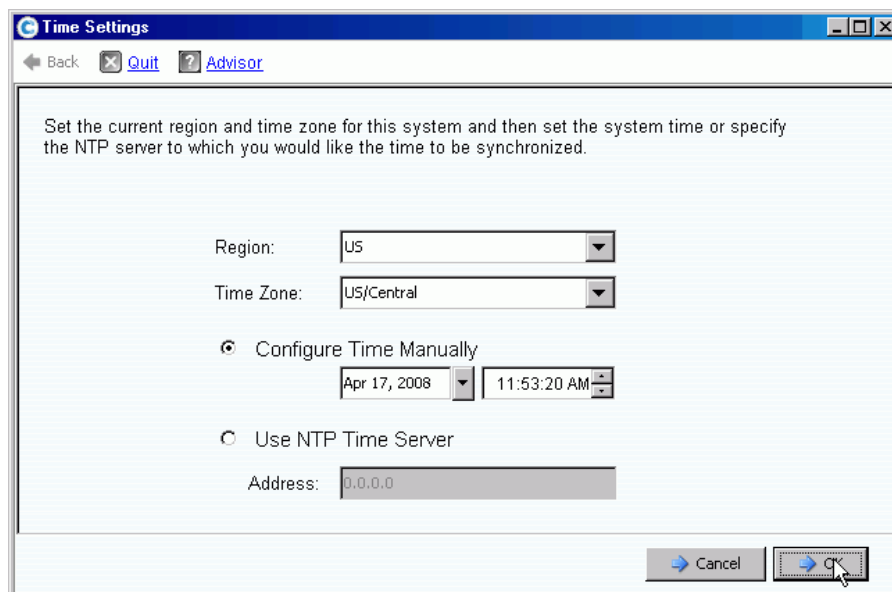 Time Settings
Back Quit ? Advisor
Set the current region and time zone for this system and then set the system time or specify
the NTP server to which you would like the time to be synchronized.
Region: US
Time Zone: US/Central
Configure Time Manually
Apr 17, 2008 11:53:20 AM
Use NTP Time Server
Address: 0.0.0.0
Cancel OK